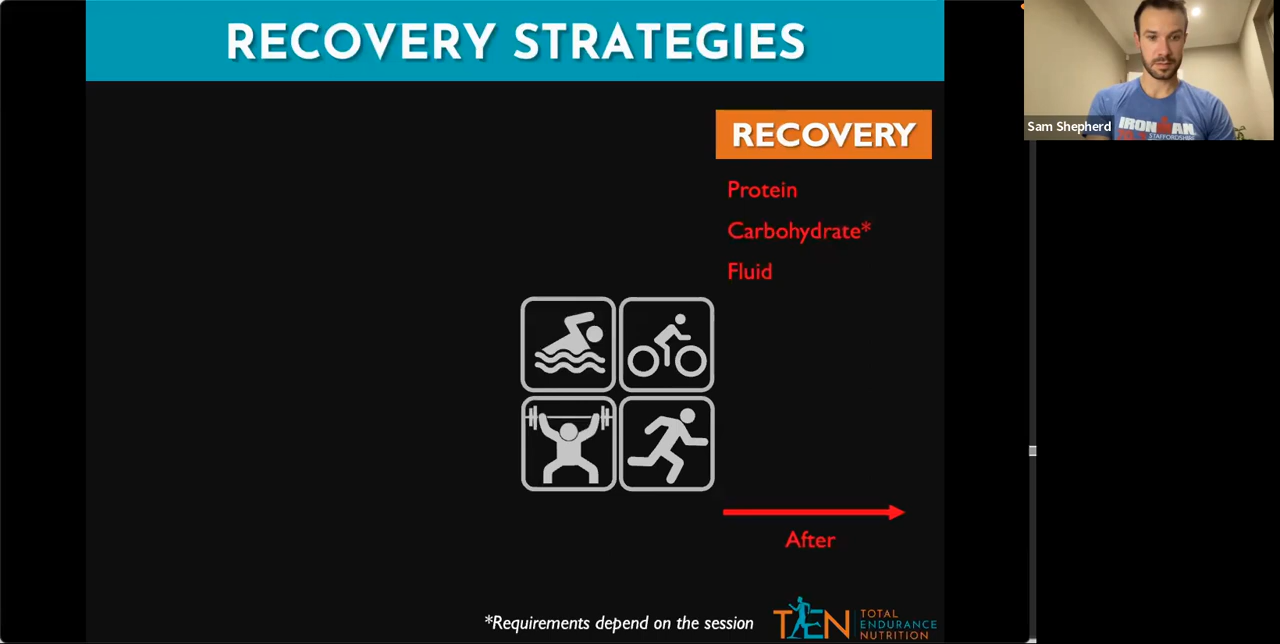 RECOVERY STRATEGIES
Sam Shepherd
IRONMAN
STAFFORDSHIRE
RECOVERY
Protein
Carbohydrate*
Fluid
After
*Requirements depend on the session
TEN
TOTAL
ENDURANCE
NUTRITION